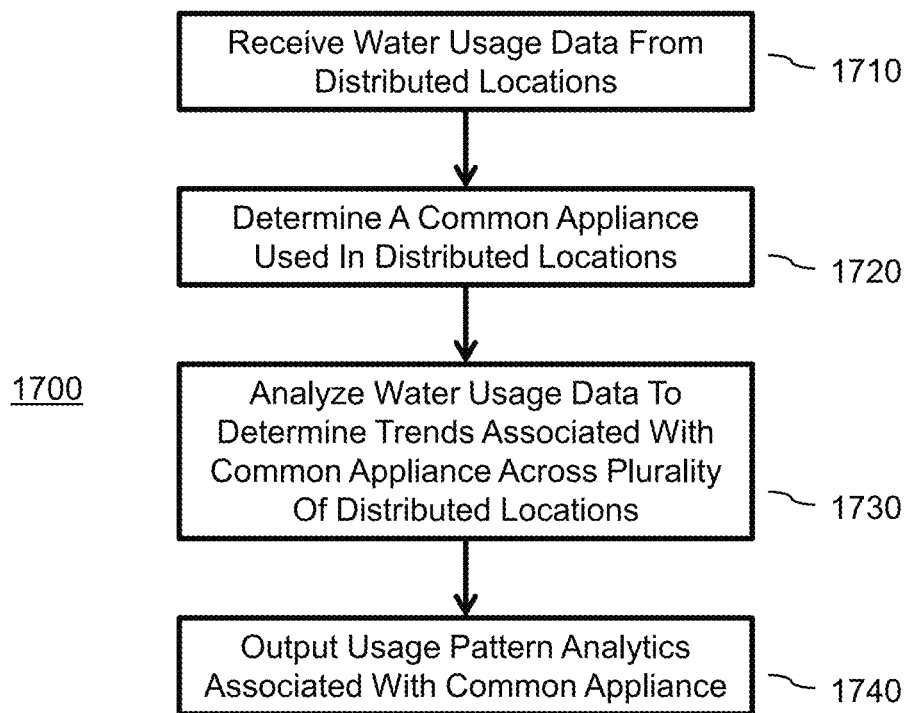 Receive Water Usage Data From
Distributed Locations
1710
Determine A Common Appliance
Used In Distributed Locations
1720
1700
Analyze Water Usage Data To
Determine Trends Associated With
Common Appliance Across Plurality
Of Distributed Locations
1730
Output Usage Pattern Analytics
Associated With Common Appliance
1740